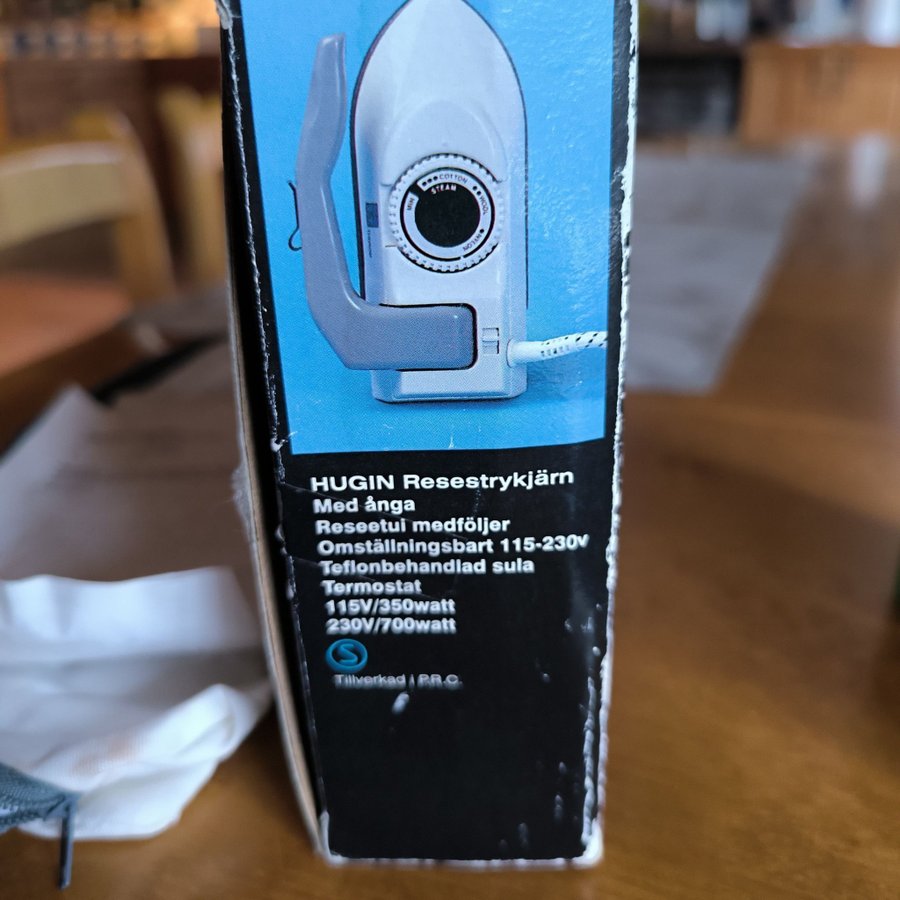 COTTON
WOOL
NYLON
MIN
STEAM
HUGIN Resestrykjärn
Med ånga
Reseetui medföljer
Omställningsbart 115-230v
Teflonbehandlad sula
Termostat
115V/350watt
230V/700watt
S
Tillverkad i P.R.C.